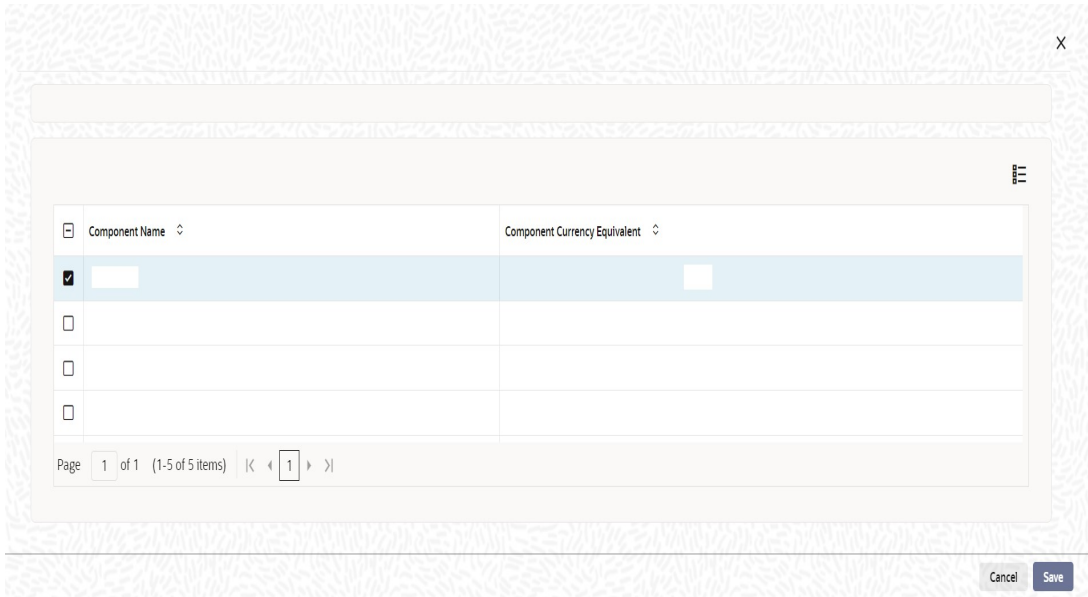 X
Component Name Component Currency Equivalent
Page 1 of 1 (1-5 of 5 items) 1
Cancel Save